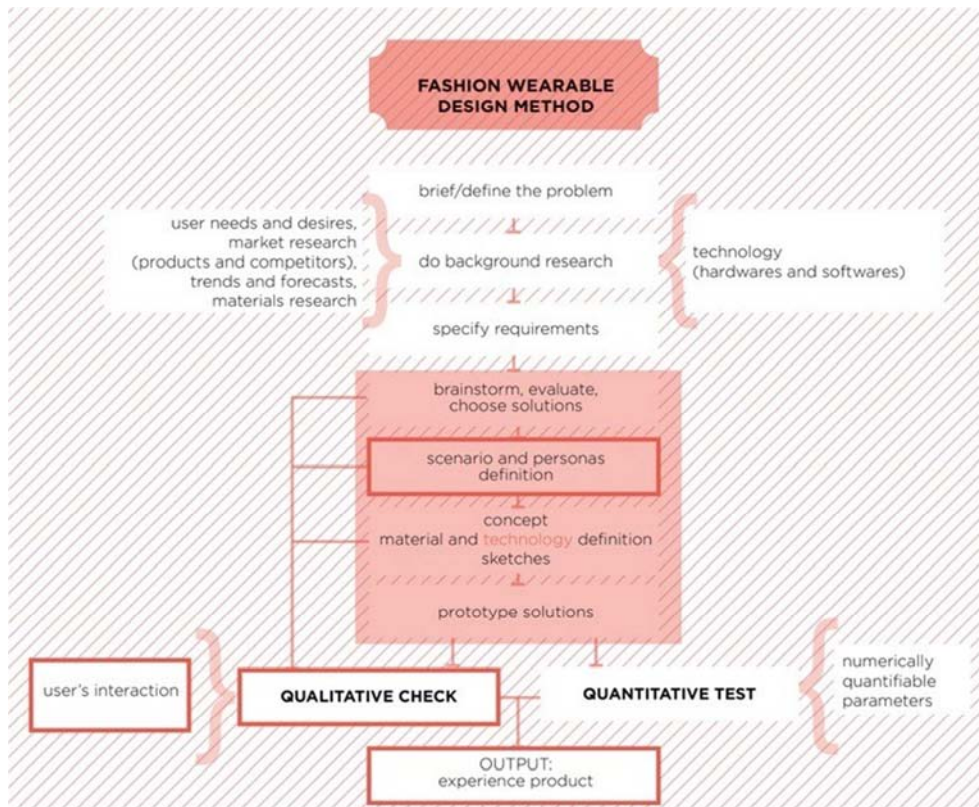 FASHION WEARABLE
DESIGN METHOD
brief/define the problem
user needs and desires,
market research
(products and competitors),
trends and forecasts,
materials research
do background research
technology
(hardwares and softwares)
specify requirements
brainstorm, evaluate,
choose solutions
scenario and personas
definition
concept
material and technology definition
sketches
prototype solutions
user's interaction
QUALITATIVE CHECK
QUANTITATIVE TEST
numerically
quantifiable
parameters
OUTPUT:
experience product